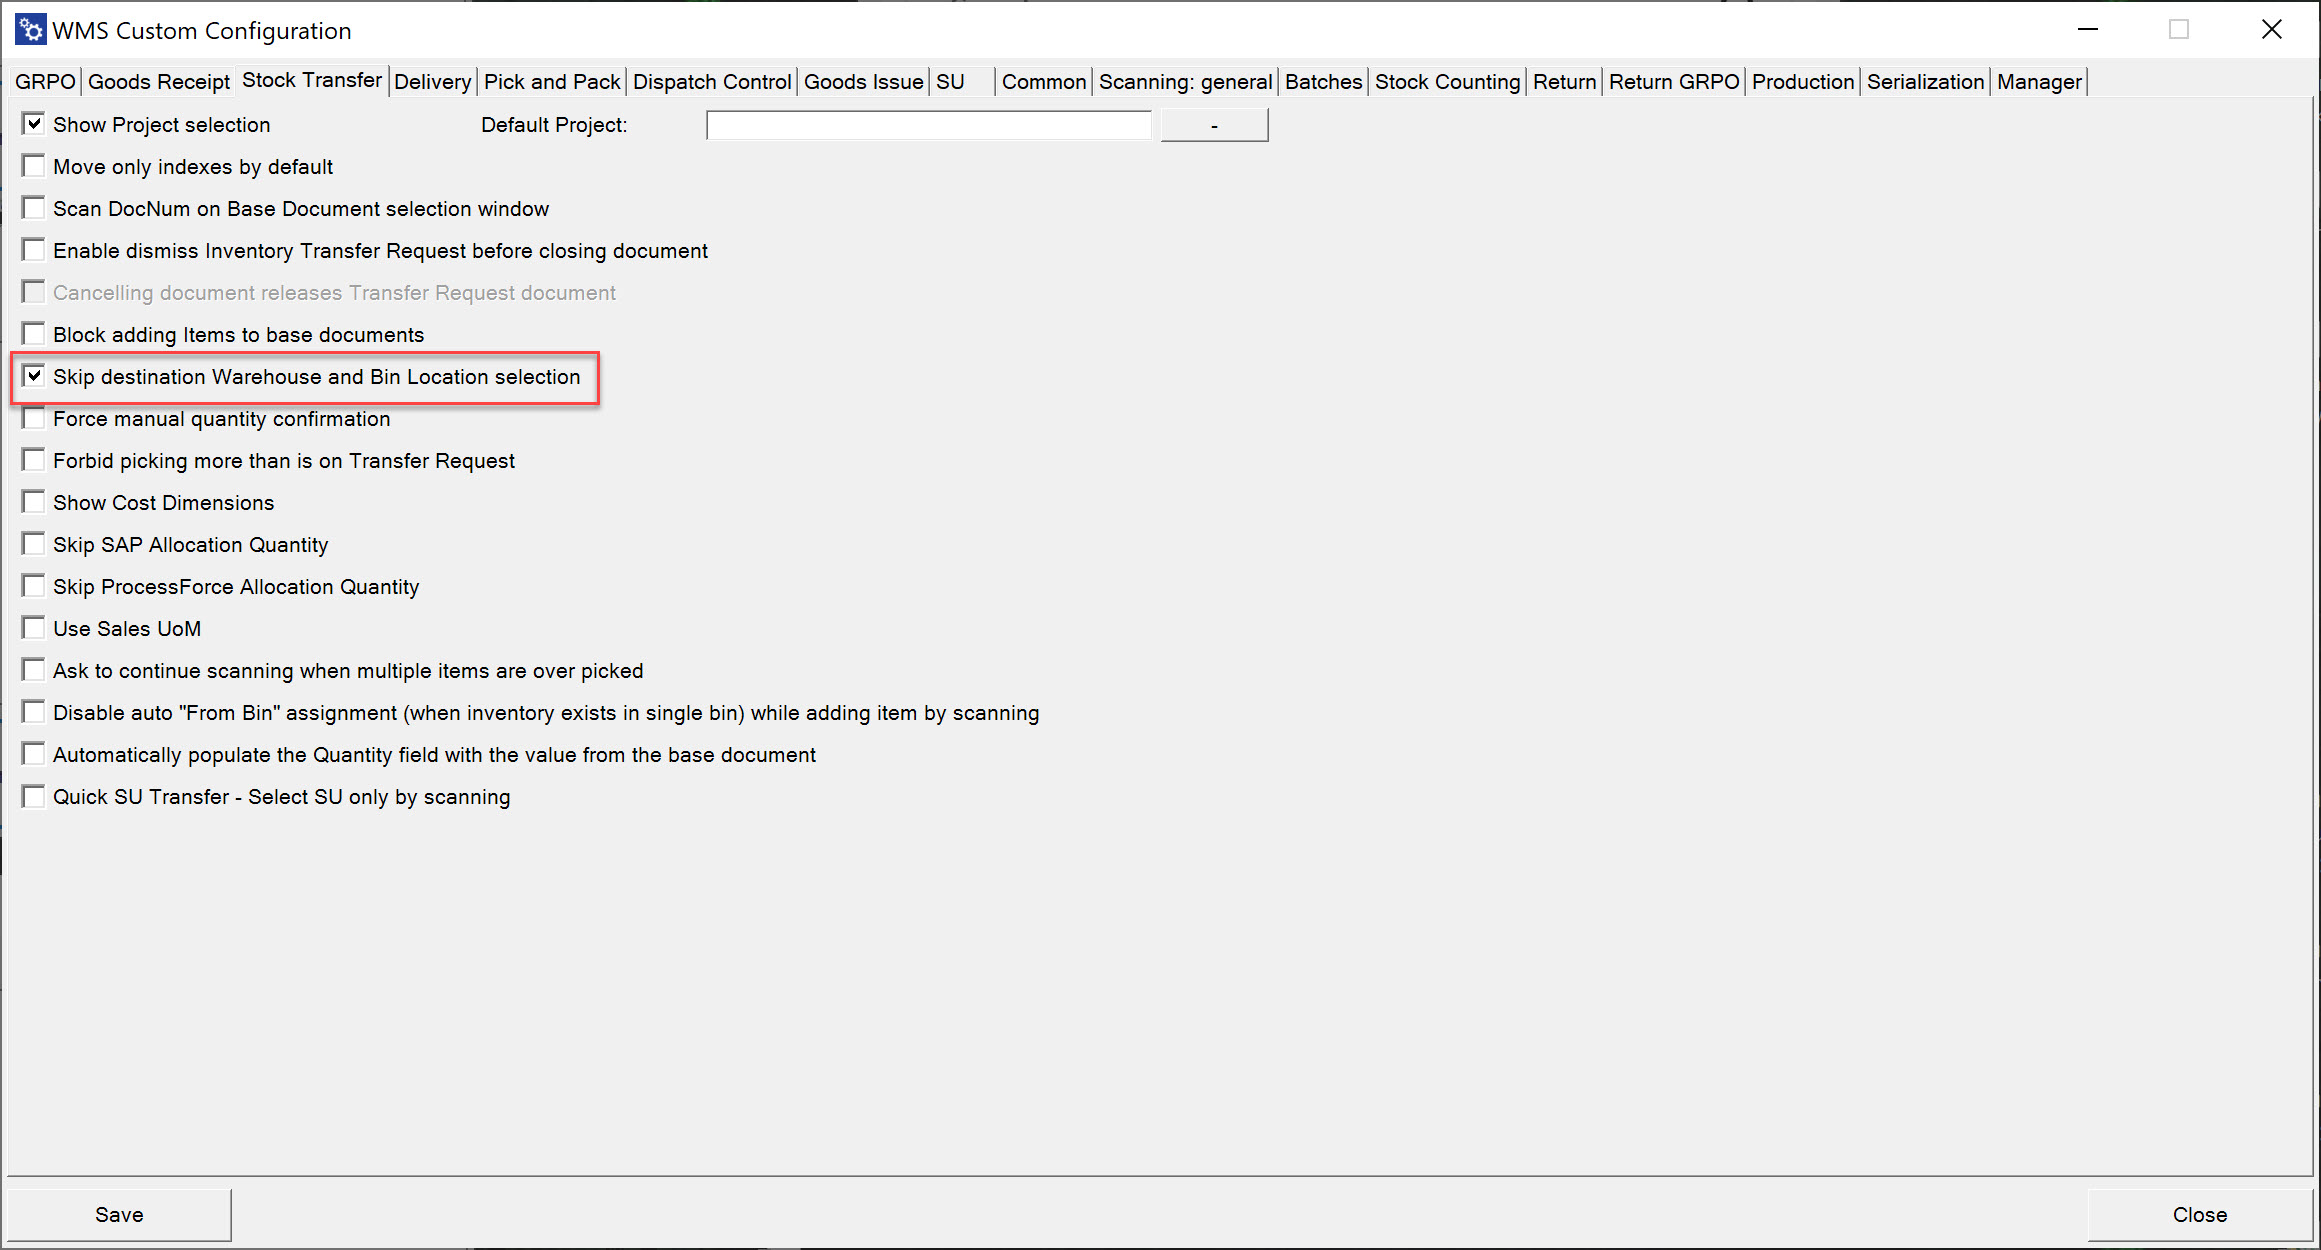 WMS Custom Configuration
GRPO Goods Receipt Stock Transfer Delivery Pick and Pack Dispatch Control Goods Issue SU Common Scanning: general Batches Stock Counting Return Return GRPO Production Serialization Manager
Show Project selection Default Project: -
Move only indexes by default
Scan DocNum on Base Document selection window
Enable dismiss Inventory Transfer Request before closing document
Cancelling document releases Transfer Request document
Block adding Items to base documents
Skip destination Warehouse and Bin Location selection
Force manual quantity confirmation
Forbid picking more than is on Transfer Request
Show Cost Dimensions
Skip SAP Allocation Quantity
Skip ProcessForce Allocation Quantity
Use Sales UoM
Ask to continue scanning when multiple items are over picked
Disable auto "From Bin" assignment (when inventory exists in single bin) while adding item by scanning
Automatically populate the Quantity field with the value from the base document
Quick SU Transfer - Select SU only by scanning
Save Close